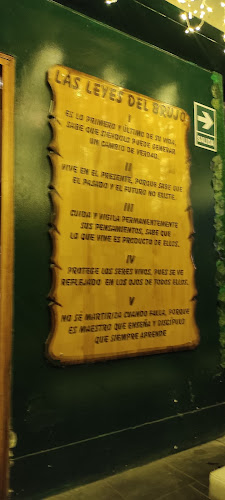 LAS LEYES DEL BRUJO
I
ES LO PRIMERO Y ÚLTIMO DE SU VIDA,
SABE QUE SIÉNDOLO PUEDE GENERAR
UN CAMBIO DE VERDAD.
II
VIVE EN EL PRESENTE, PORQUE SABE QUE
EL PASADO Y EL FUTURO NO EXISTE.
III
CUIDA Y VIGILA PERMANENTEMENTE
SUS PENSAMIENTOS, SABE QUE
LO QUE VIVE ES PRODUCTO DE ELLOS.
IV
PROTEGE LOS SERES VIVOS, PUES SE VE
REFLEJADO EN LOS OJOS DE TODOS ELLOS.
V
NO SE MARTIRIZA CUANDO FALLA, PORQUE
ES MAESTRO QUE ENSEÑA Y DISCÍPULO
QUE SIEMPRE APRENDE
SALIDA